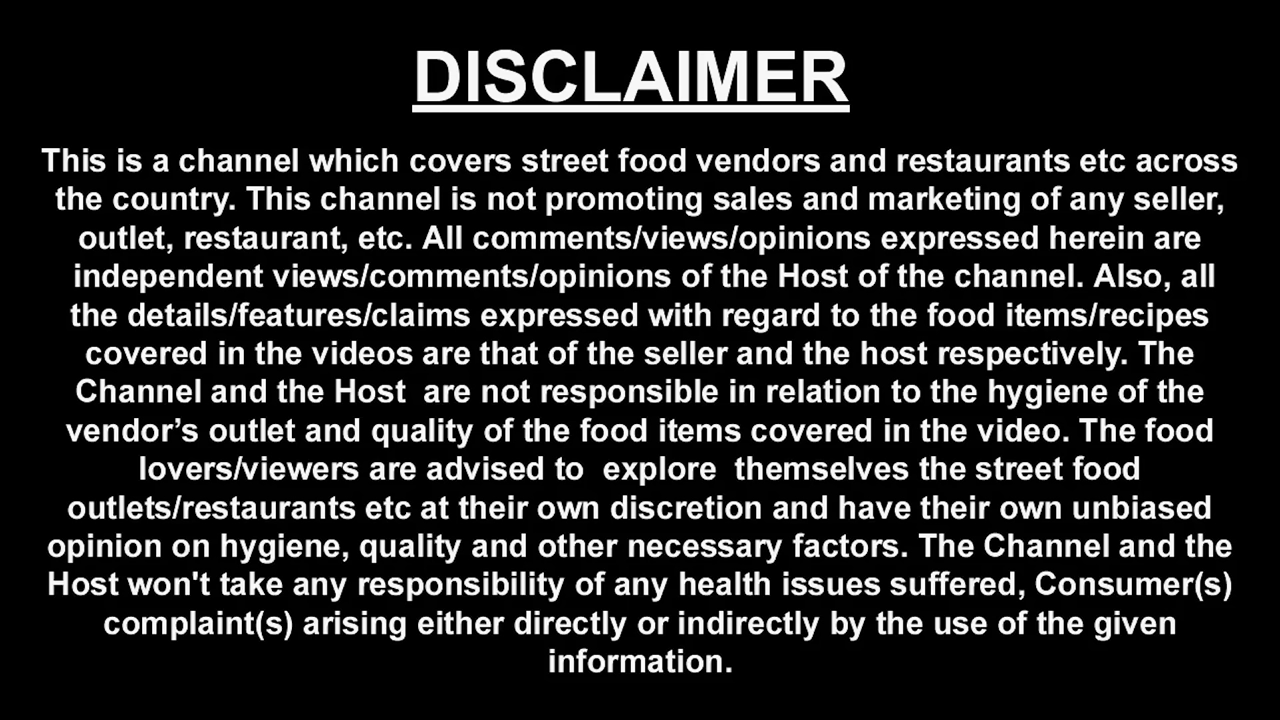 DISCLAIMER
This is a channel which covers street food vendors and restaurants etc across
the country. This channel is not promoting sales and marketing of any seller,
outlet, restaurant, etc. All comments/views/opinions expressed herein are
independent views/comments/opinions of the Host of the channel. Also, all
the details/features/claims expressed with regard to the food items/recipes
covered in the videos are that of the seller and the host respectively. The
Channel and the Host  are not responsible in relation to the hygiene of the
vendor’s outlet and quality of the food items covered in the video. The food
lovers/viewers are advised to  explore  themselves the street food
outlets/restaurants etc at their own discretion and have their own unbiased
opinion on hygiene, quality and other necessary factors. The Channel and the
Host won't take any responsibility of any health issues suffered, Consumer(s)
complaint(s) arising either directly or indirectly by the use of the given
information.